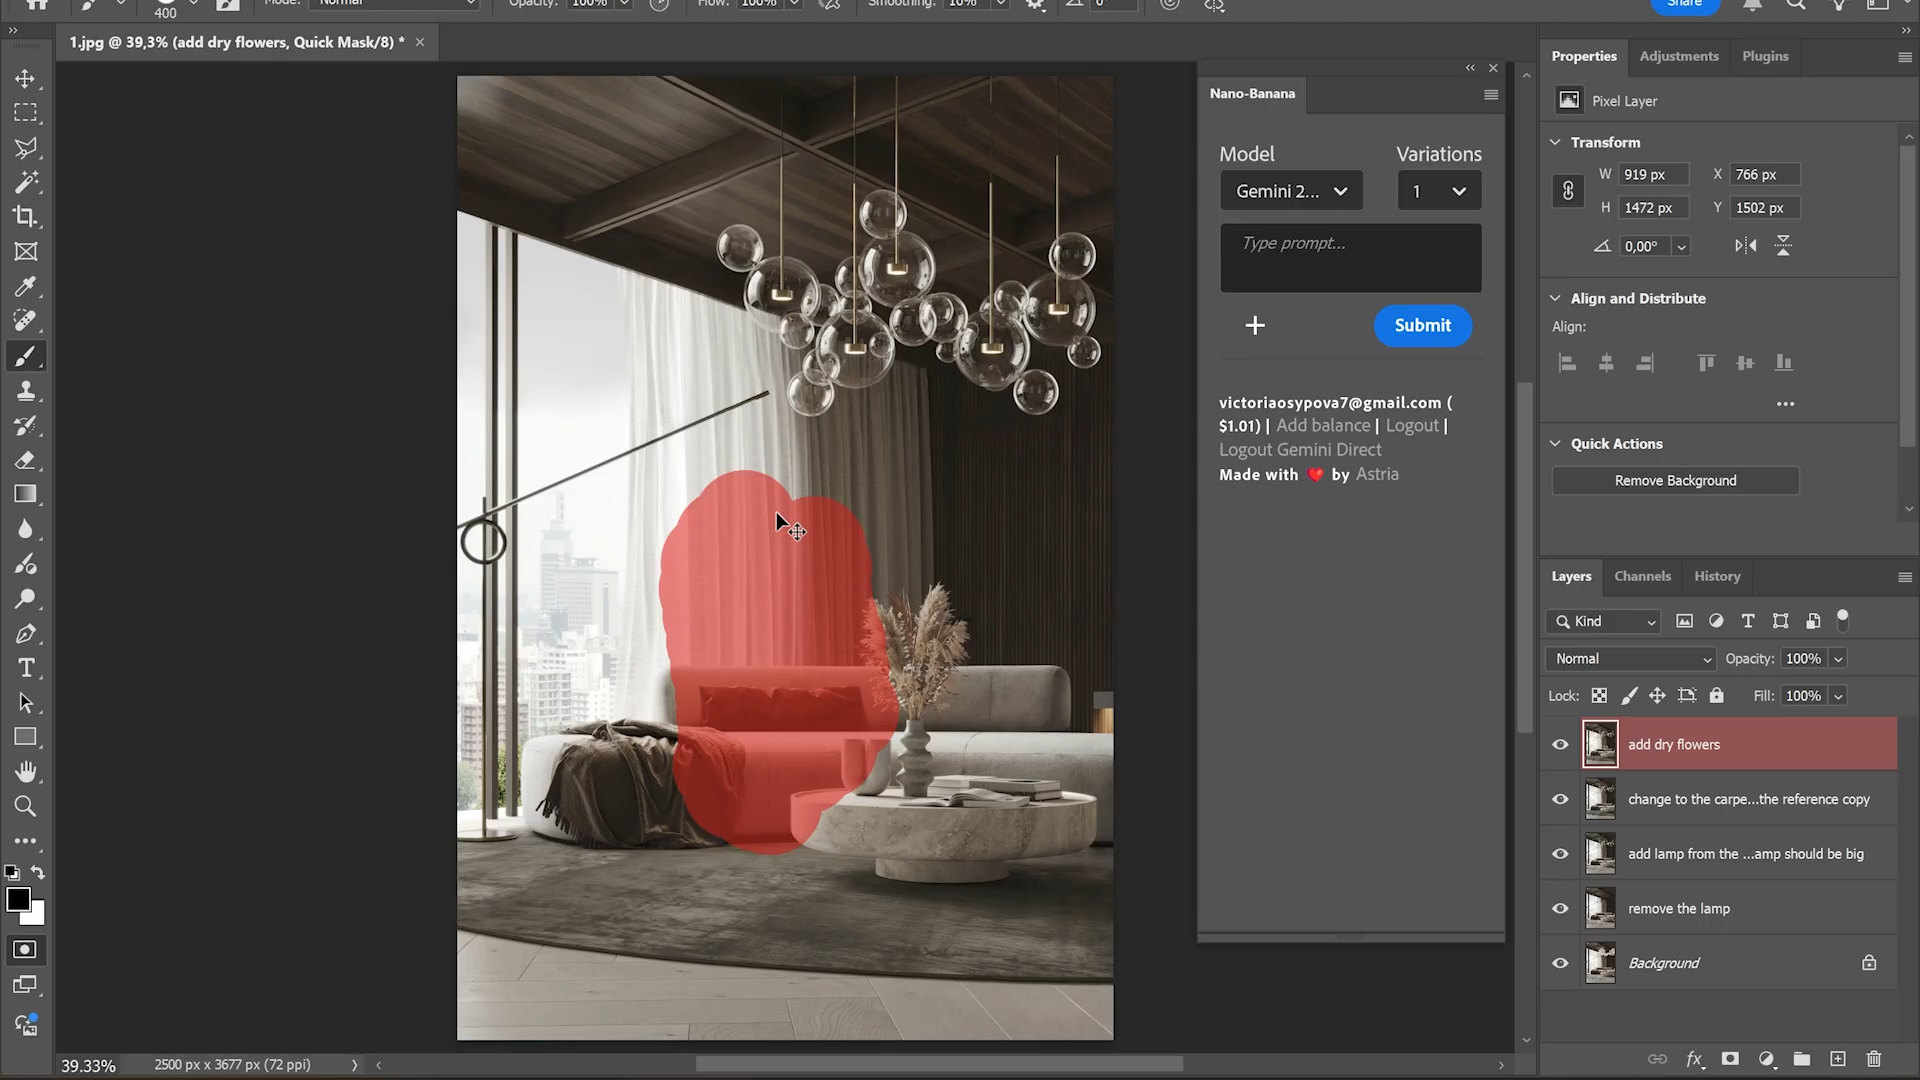 400
Mode: Normal
Opacity: 100%
Flow: 100%
Smoothing: 10%
0°
Share
1.jpg @ 39,3% (add dry flowers, Quick Mask/8) *
Nano-Banana
Model
Variations
Gemini 2...
1
Type prompt...
Submit
victoriaosypova7@gmail.com (
$1.01) | Add balance | Logout |
Logout Gemini Direct
Made with ❤️ by Astria
Properties
Adjustments
Plugins
Pixel Layer
Transform
W 919 px
X 766 px
H 1472 px
Y 1502 px
0,00°
Align and Distribute
Align:
Quick Actions
Remove Background
Layers
Channels
History
Kind
Normal
Opacity: 100%
Lock:
Fill: 100%
add dry flowers
change to the carpe...the reference copy
add lamp from the ...amp should be big
remove the lamp
Background
39.33%
2500 px x 3677 px (72 ppi)